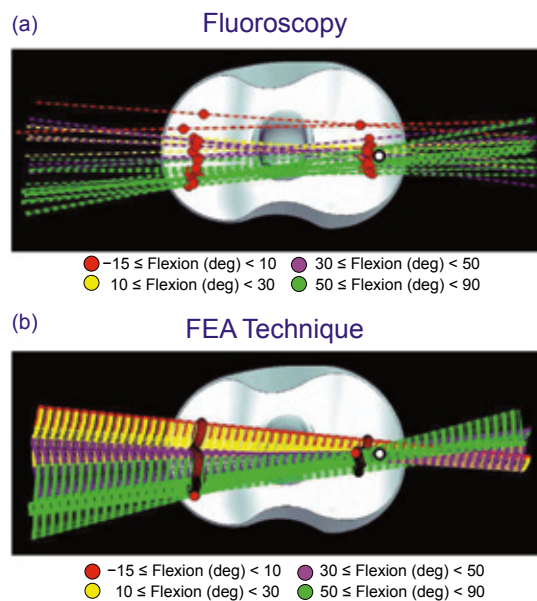 (a) Fluoroscopy
−15 ≤ Flexion (deg) < 10 30 ≤ Flexion (deg) < 50
10 ≤ Flexion (deg) < 30 50 ≤ Flexion (deg) < 90
(b) FEA Technique
−15 ≤ Flexion (deg) < 10 30 ≤ Flexion (deg) < 50
10 ≤ Flexion (deg) < 30 50 ≤ Flexion (deg) < 90